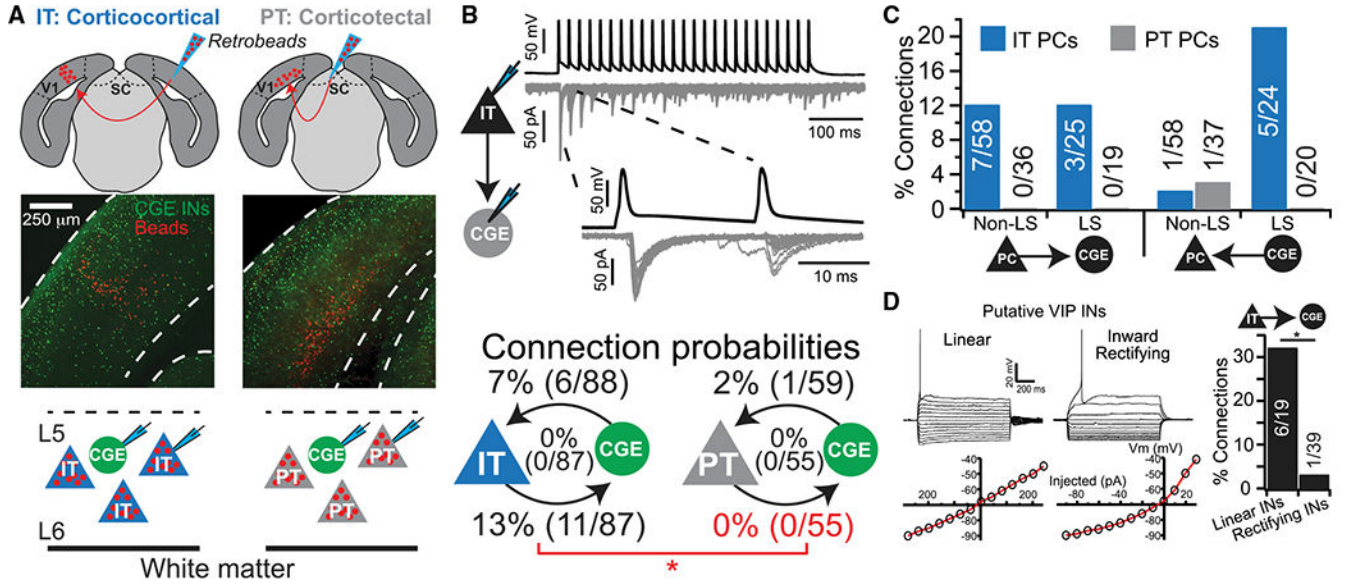 A
IT: Corticocortical
PT: Corticotectal
Retrobeads
V1
SC
V1
SC
250 μm
CGE INs
Beads
L5
IT
CGE
IT
IT
PT
CGE
PT
PT
L6
White matter
B
50 mV
50 pA
100 ms
IT
CGE
50 mV
50 pA
10 ms
Connection probabilities
7% (6/88)
2% (1/59)
IT
0%
(0/87)
CGE
PT
0%
(0/55)
CGE
13% (11/87)
0% (0/55)
*
C
% Connections
20
16
12
8
4
0
IT PCs
PT PCs
7/58
0/36
3/25
0/19
1/58
1/37
5/24
0/20
Non-LS
LS
Non-LS
LS
PC
CGE
PC
CGE
D
Putative VIP INs
Linear
Inward
Rectifying
20 mV
200 ms
Vm (mV)
Injected (pA)
-40
-50
-60
-80
-90
200
200
-40
-50
-60
-80
-90
-80
-40
20
IT
CGE
*
% Connections
30
20
10
0
6/19
1/39
Linear INs
Rectifying INs